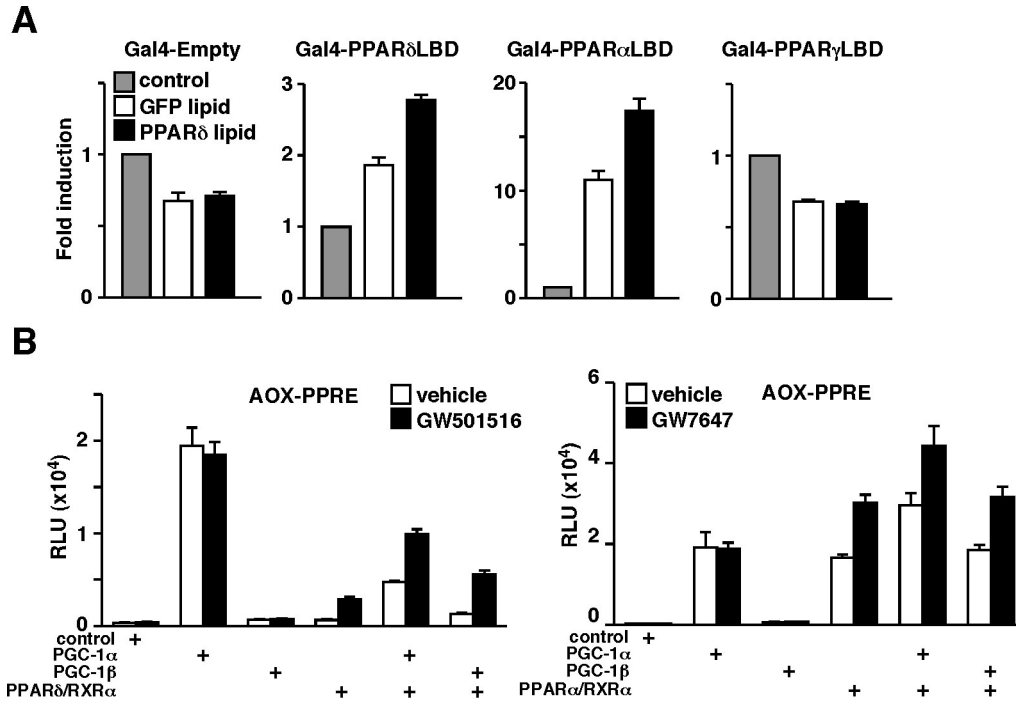 A
Gal4-Empty
Gal4-PPARδLBD
Gal4-PPARαLBD
Gal4-PPARγLBD
control
GFP lipid
PPARδ lipid
Fold induction
1
0
3
2
1
0
20
10
0
1
0
B
AOX-PPRE
vehicle
GW501516
RLU (x10⁴)
2
1
0
control +
PGC-1α + +
PGC-1β + +
PPARδ/RXRα + + +
AOX-PPRE
vehicle
GW7647
RLU (x10⁴)
6
4
2
0
control +
PGC-1α + +
PGC-1β + +
PPARα/RXRα + + +